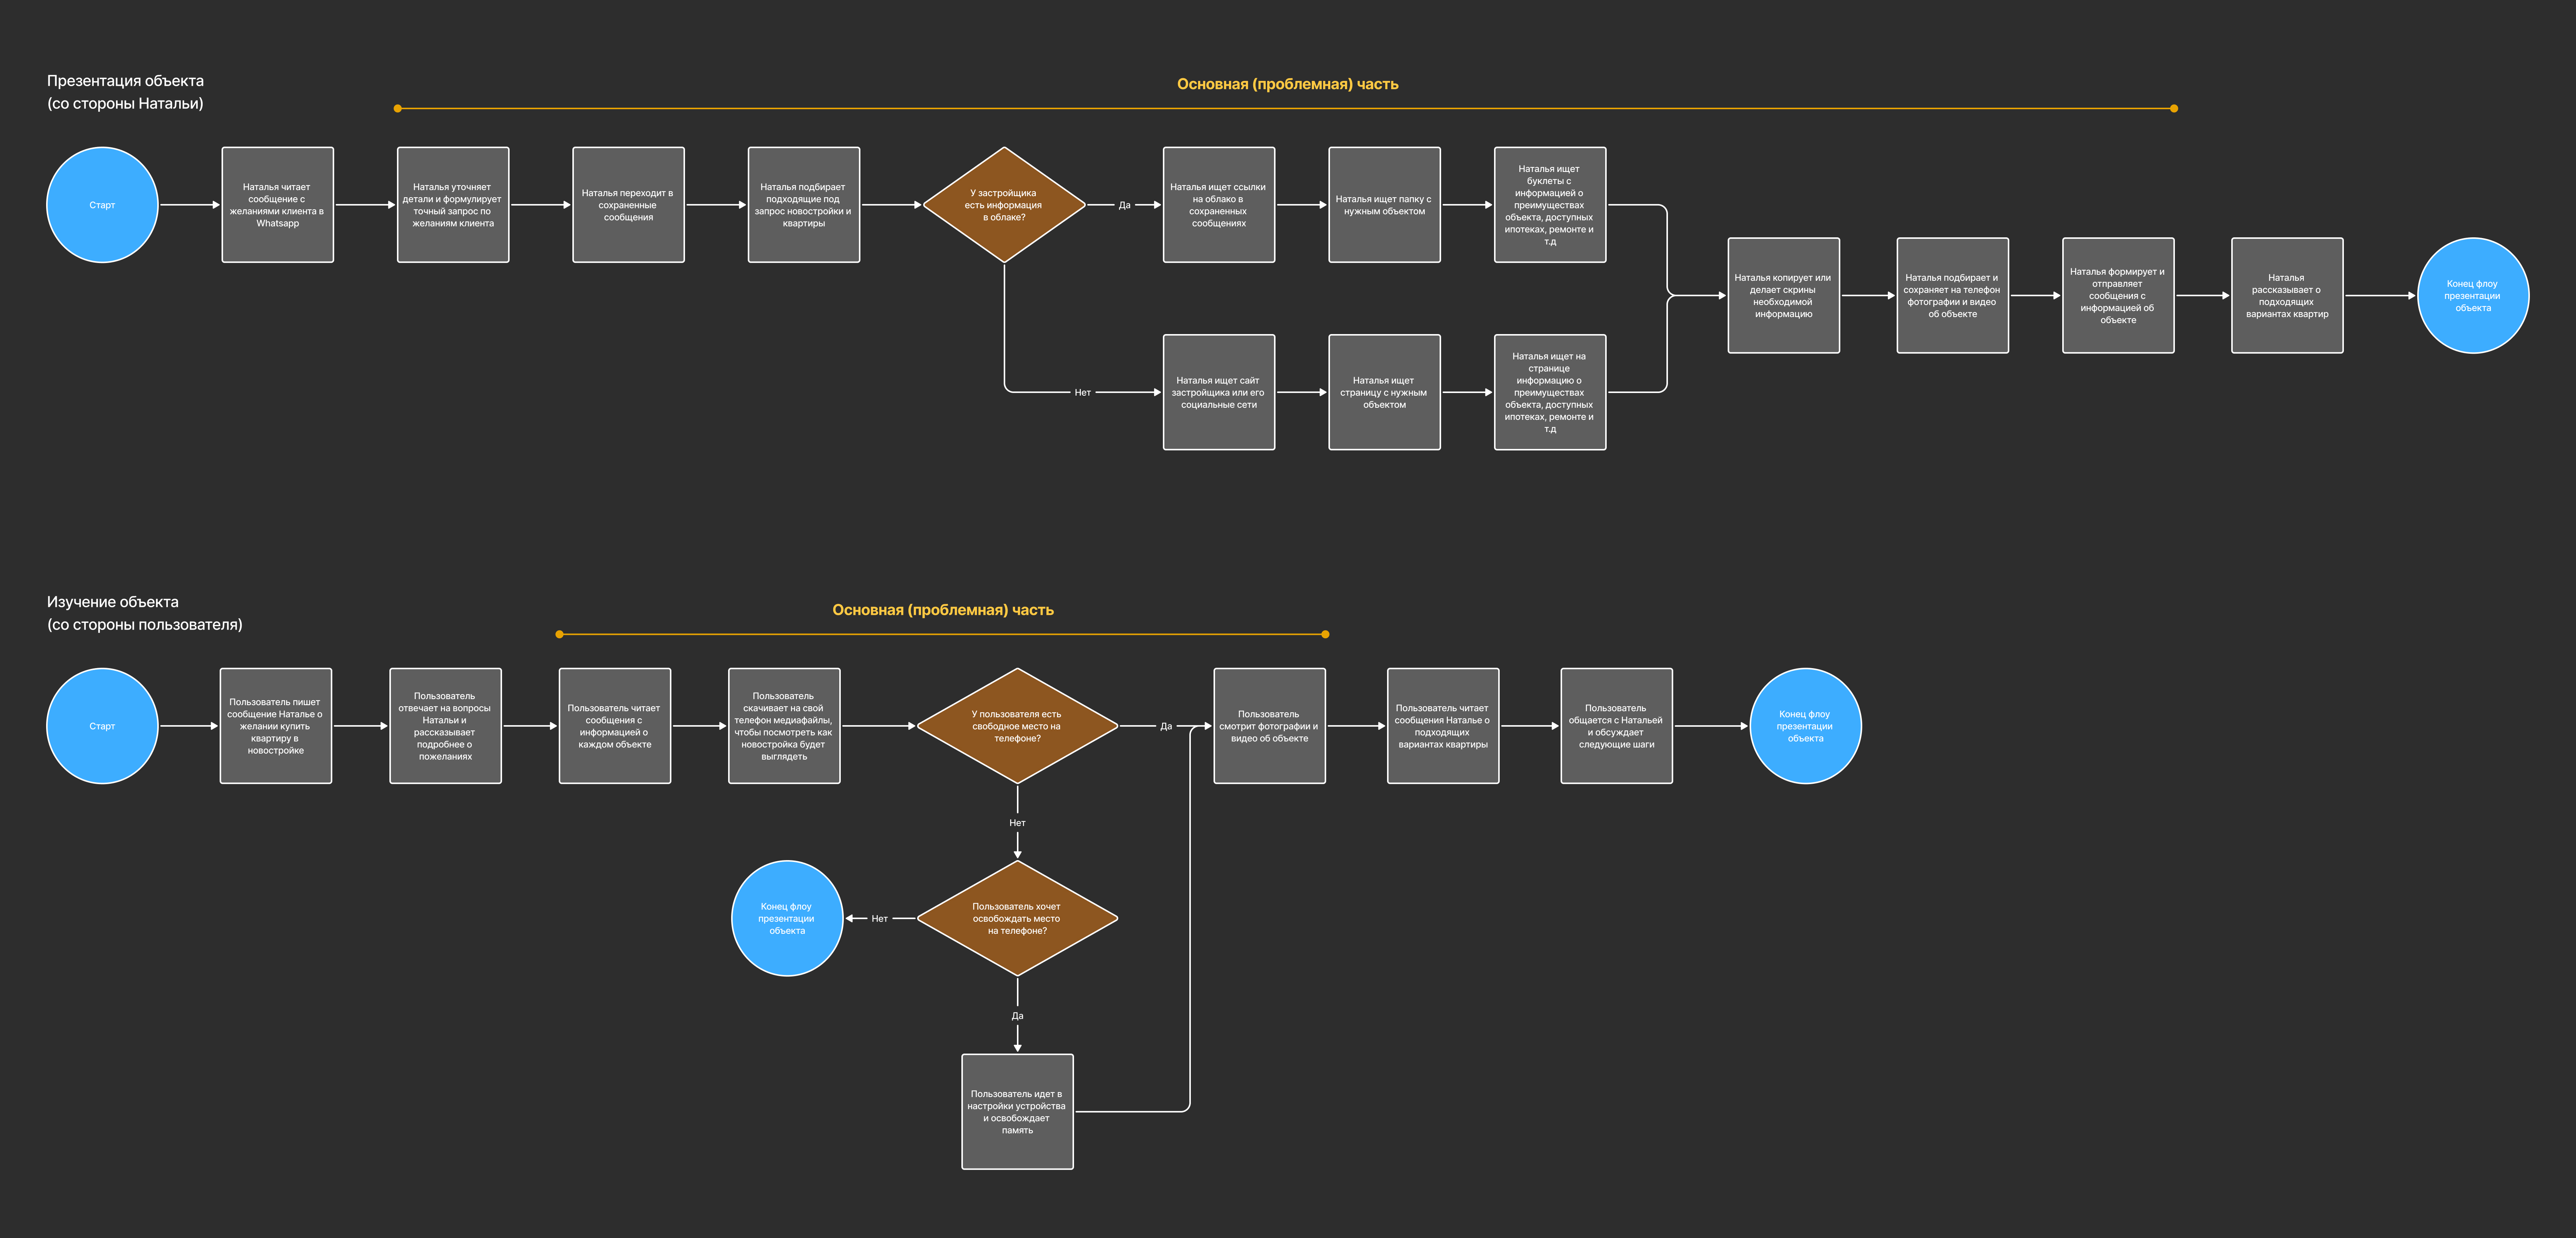 Презентация объекта
(со стороны Натальи)
Основная (проблемная) часть
Старт
Наталья читает
сообщение с
желаниями клиента в
Whatsapp
Наталья уточняет
детали и формулирует
точный запрос по
желаниям клиента
Наталья переходит в
сохраненные
сообщения
Наталья подбирает
подходящие под
запрос новостройки и
квартиры
У застройщика
есть информация
в облаке?
Да
Наталья ищет ссылки
на облако в
сохраненных
сообщениях
Наталья ищет папку с
нужным объектом
Наталья ищет
буклеты с
информацией о
преимуществах
объекта, доступных
ипотеках, ремонте и
т.д
Нет
Наталья ищет сайт
застройщика или его
социальные сети
Наталья ищет
страницу с нужным
объектом
Наталья ищет на
странице
информацию о
преимуществах
объекта, доступных
ипотеках, ремонте и
т.д
Наталья копирует или
делает скрины
необходимой
информацию
Наталья подбирает и
сохраняет на телефон
фотографии и видео
об объекте
Наталья формирует и
отправляет
сообщения с
информацией об
объекте
Наталья
рассказывает о
подходящих
вариантах квартир
Конец флоу
презентации
объекта
Изучение объекта
(со стороны пользователя)
Основная (проблемная) часть
Старт
Пользователь пишет
сообщение Наталье о
желании купить
квартиру в
новостройке
Пользователь
отвечает на вопросы
Натальи и
рассказывает
подробнее о
пожеланиях
Пользователь читает
сообщения с
информацией о
каждом объекте
Пользователь
скачивает на свой
телефон медиафайлы,
чтобы посмотреть как
новостройка будет
выглядеть
У пользователя есть
свободное место на
телефоне?
Да
Пользователь
смотрит фотографии и
видео об объекте
Пользователь читает
сообщения Наталье о
подходящих
вариантах квартиры
Пользователь
общается с Натальей
и обсуждает
следующие шаги
Конец флоу
презентации
объекта
Нет
Пользователь хочет
освобождать место
на телефоне?
Нет
Конец флоу
презентации
объекта
Да
Пользователь идет в
настройки устройства
и освобождает
память